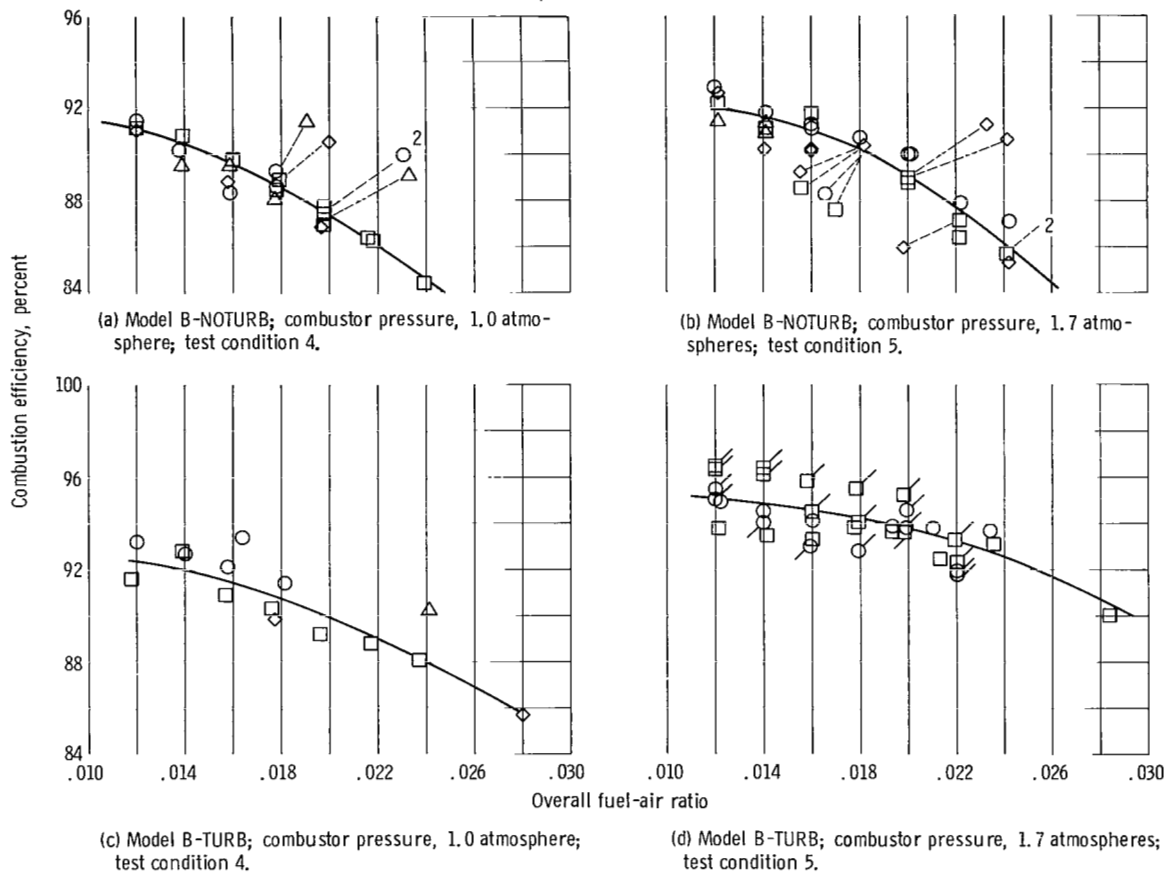 96
92
88
84
2
2
(a) Model B-NOTURB; combustor pressure, 1.0 atmo-
sphere; test condition 4.
(b) Model B-NOTURB; combustor pressure, 1.7 atmo-
spheres; test condition 5.
Combustion efficiency, percent
100
96
92
88
84
.010 .014 .018 .022 .026 .030
.010 .014 .018 .022 .026 .030
Overall fuel-air ratio
(c) Model B-TURB; combustor pressure, 1.0 atmosphere;
test condition 4.
(d) Model B-TURB; combustor pressure, 1.7 atmospheres;
test condition 5.